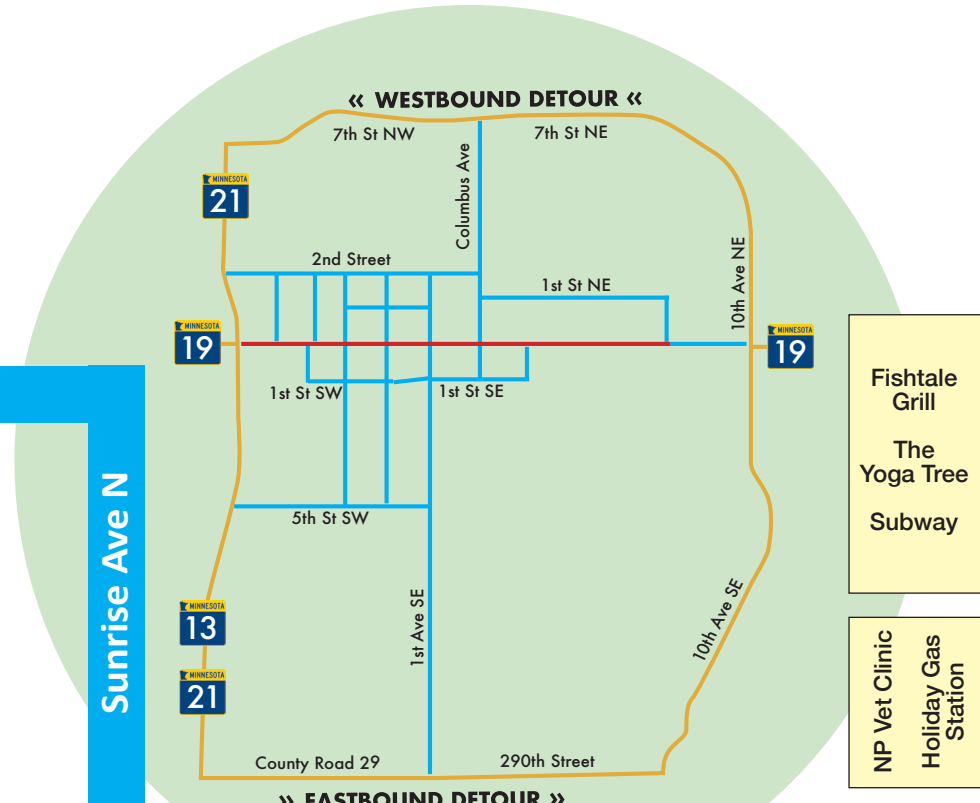 « WESTBOUND DETOUR «
7th St NW
7th St NE
Columbus Ave
MINNESOTA
21
2nd Street
1st St NE
10th Ave NE
MINNESOTA
19
MINNESOTA
19
1st St SW
1st St SE
Fishtale
Grill
The
Yoga Tree
Subway
Sunrise Ave N
5th St SW
MINNESOTA
13
1st Ave SE
10th Ave SE
MINNESOTA
21
NP Vet Clinic
Holiday Gas
Station
County Road 29
290th Street
» EASTBOUND DETOUR »